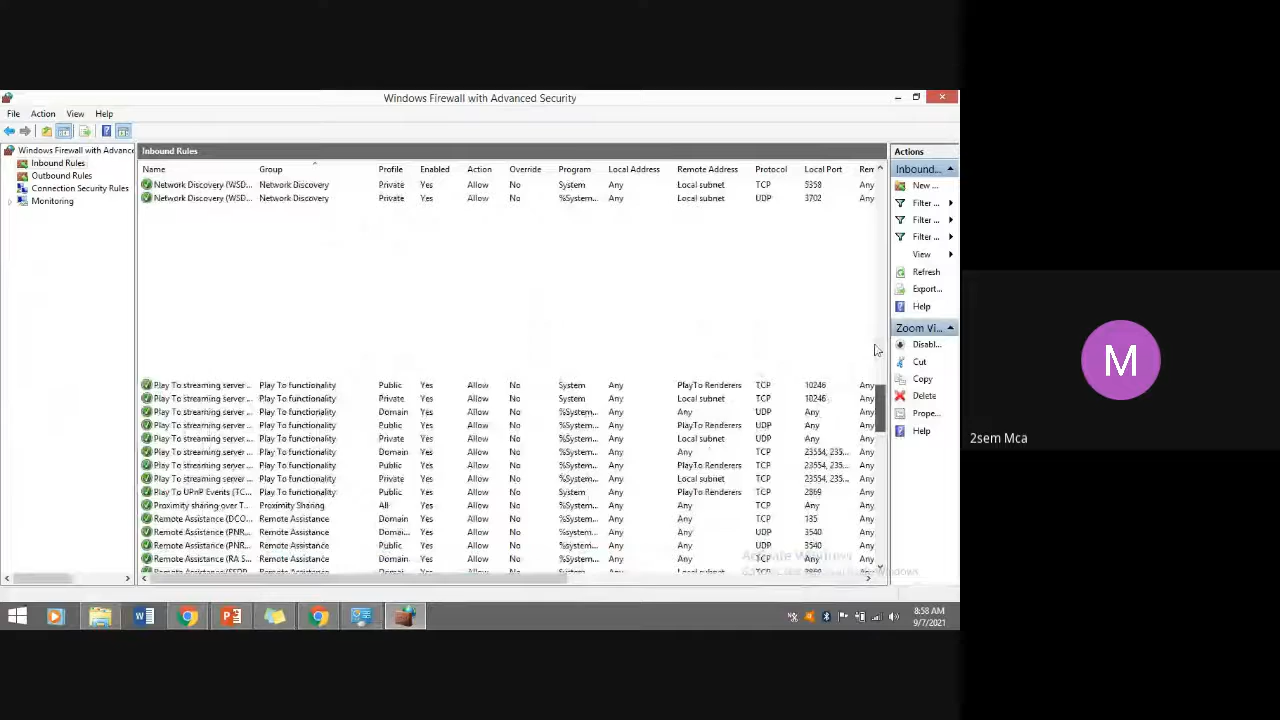 Windows Firewall with Advanced Security
File Action View Help
Windows Firewall with Advanc
Inbound Rules
Outbound Rules
Connection Security Rules
Monitoring
Inbound Rules
Name Group Profile Enabled Action Override Program Local Address Remote Address Protocol Local Port Rem
Network Discovery (WSD... Network Discovery Private Yes Allow No System Any Local subnet TCP 5358 Any
Network Discovery (WSD... Network Discovery Private Yes Allow No %System... Any Local subnet UDP 3702 Any
Play To streaming server ... Play To functionality Public Yes Allow No System Any PlayTo Renderers TCP 10246 Any
Play To streaming server ... Play To functionality Private Yes Allow No System Any Local subnet TCP 10246 Any
Play To streaming server ... Play To functionality Domain Yes Allow No %System... Any Any UDP Any Any
Play To streaming server ... Play To functionality Public Yes Allow No %System... Any PlayTo Renderers UDP Any Any
Play To streaming server ... Play To functionality Private Yes Allow No %System... Any Local subnet UDP Any Any
Play To streaming server ... Play To functionality Domain Yes Allow No %System... Any Any TCP 23554, 235... Any
Play To streaming server ... Play To functionality Public Yes Allow No %System... Any PlayTo Renderers TCP 23554, 235... Any
Play To streaming server ... Play To functionality Private Yes Allow No %System... Any Local subnet TCP 23554, 235... Any
Play To UPnP Events (TC... Play To functionality Public Yes Allow No System Any PlayTo Renderers TCP 2869 Any
Proximity sharing over T... Proximity Sharing All Yes Allow No %System... Any Any TCP Any Any
Remote Assistance (DCO... Remote Assistance Domain Yes Allow No %System... Any Any TCP 135 Any
Remote Assistance (PNR... Remote Assistance Domai... Yes Allow No %system... Any Any UDP 3540 Any
Remote Assistance (PNR... Remote Assistance Public Yes Allow No %system... Any Any UDP 3540 Any
Remote Assistance (RA S... Remote Assistance Domain Yes Allow No %System... Any Any TCP Any Any
Actions
Inbound...
New ...
Filter ...
Filter ...
Filter ...
View
Refresh
Export...
Help
Zoom Vi...
Disabl...
Cut
Copy
Delete
Prope...
Help
Activate Windows
8:58 AM
9/7/2021
M
2sem Mca